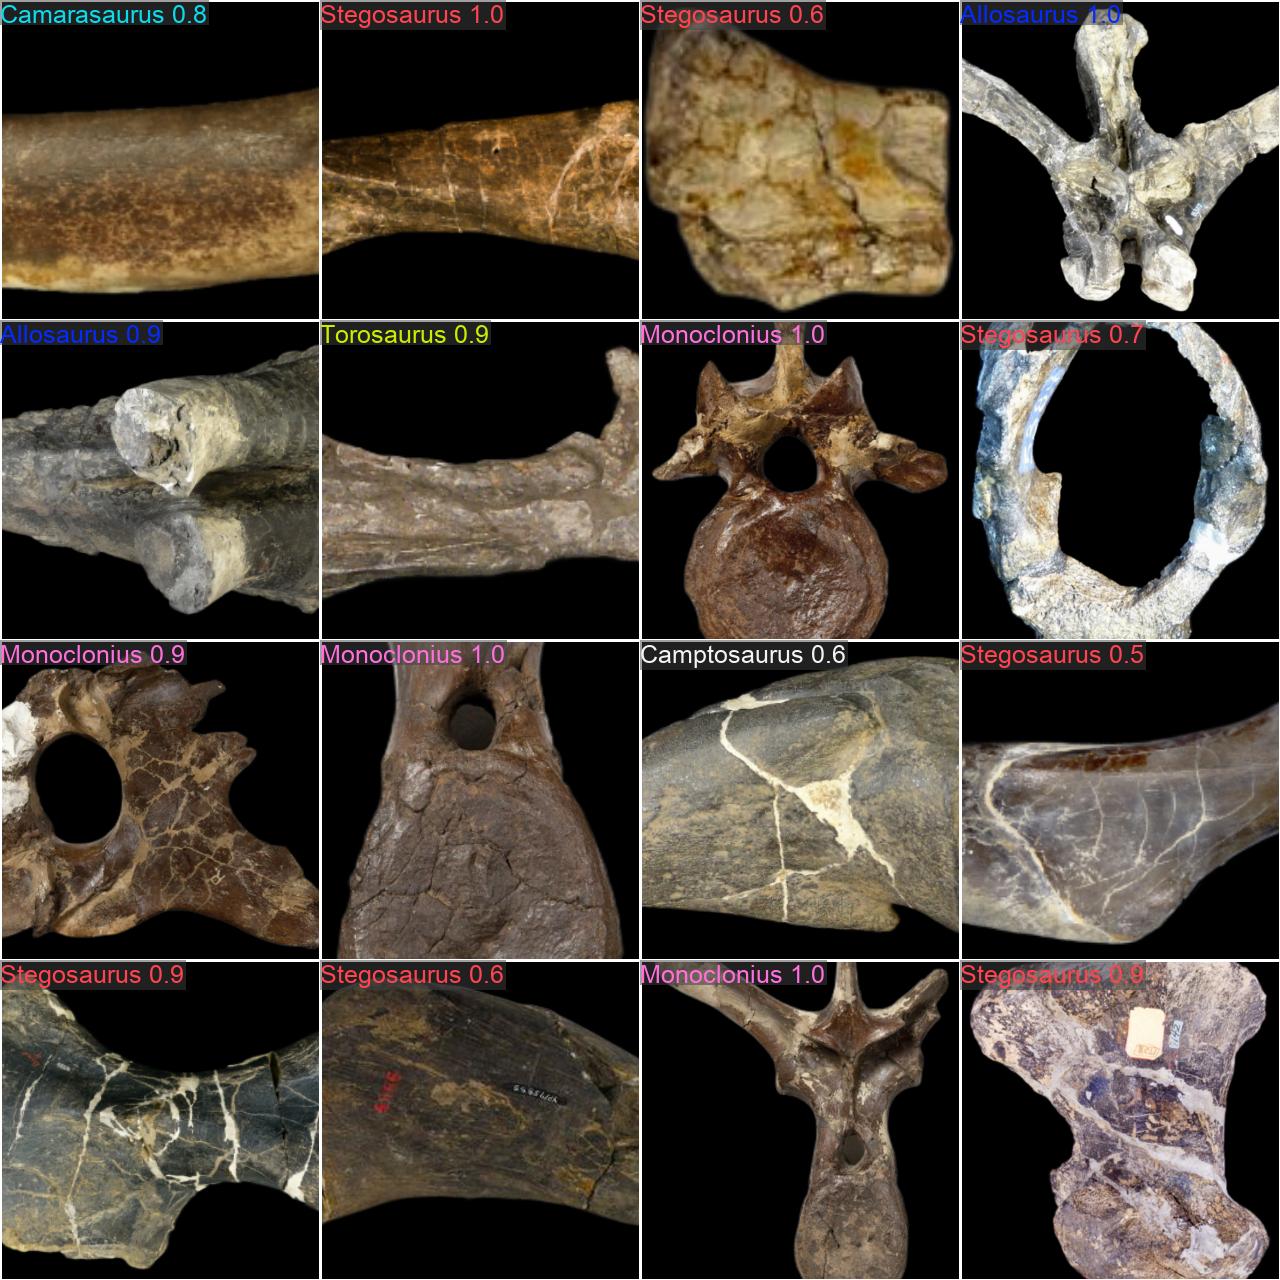 Camarasaurus 0.8
Stegosaurus 1.0
Stegosaurus 0.6
Allosaurus 1.0
Allosaurus 0.9
Torosaurus 0.9
Monoclonius 1.0
Stegosaurus 0.7
Monoclonius 0.9
Monoclonius 1.0
Camptosaurus 0.6
Stegosaurus 0.5
Stegosaurus 0.9
Stegosaurus 0.6
Monoclonius 1.0
Stegosaurus 0.9